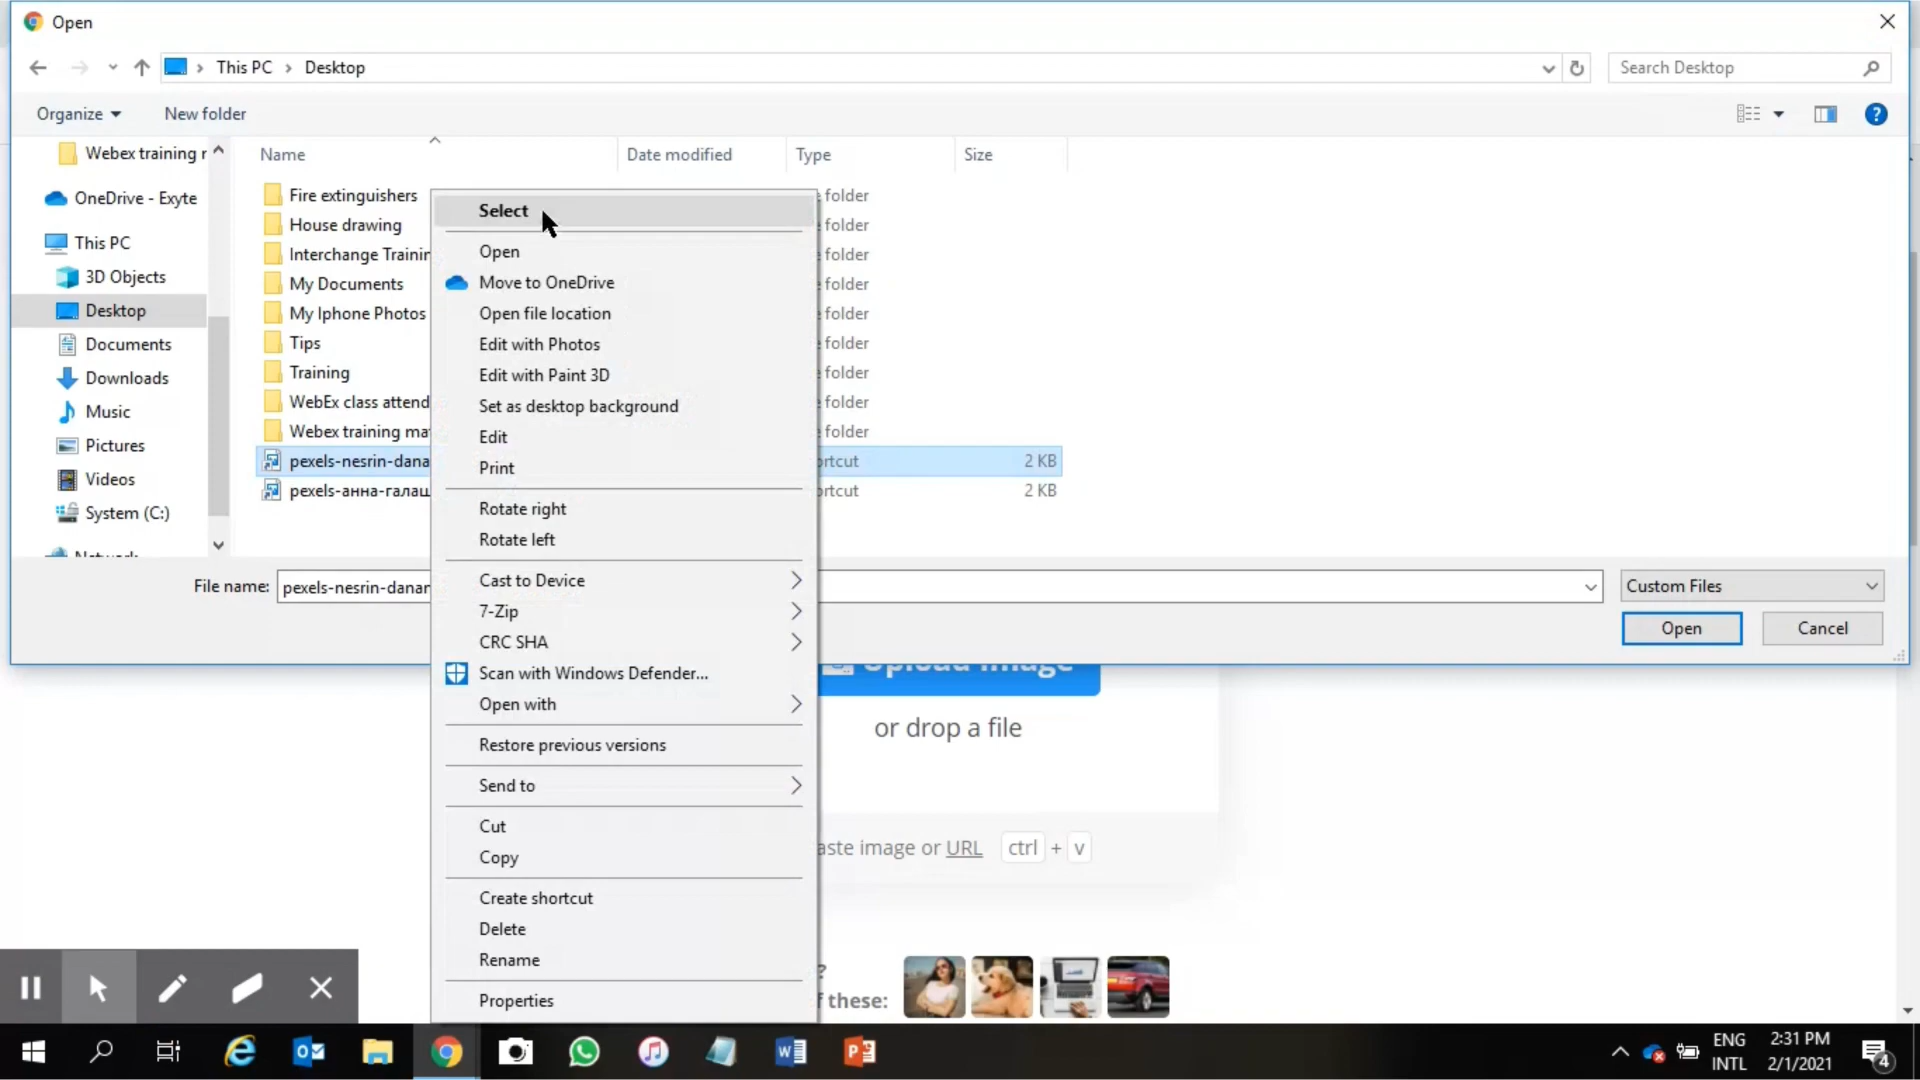 Open
This PC > Desktop
Search Desktop
Organize
New folder
Webex training r
OneDrive - Exyte
This PC
3D Objects
Desktop
Documents
Downloads
Music
Pictures
Videos
System (C:)
Network
Name
Date modified
Type
Size
Fire extinguishers
House drawing
Interchange Trainin
My Documents
My Iphone Photos
Tips
Training
WebEx class attend
Webex training ma
pexels-nesrin-dana
pexels-анна-галаш
e folder
e folder
e folder
e folder
e folder
e folder
e folder
e folder
e folder
ortcut 2 KB
ortcut 2 KB
Select
Open
Move to OneDrive
Open file location
Edit with Photos
Edit with Paint 3D
Set as desktop background
Edit
Print
Rotate right
Rotate left
Cast to Device
7-Zip
CRC SHA
Scan with Windows Defender...
Open with
Restore previous versions
Send to
Cut
Copy
Create shortcut
Delete
Rename
Properties
File name: pexels-nesrin-danar
Custom Files
Open
Cancel
Upload Image
or drop a file
aste image or URL ctrl + v
?
f these:
ENG
INTL
2:31 PM
2/1/2021
4